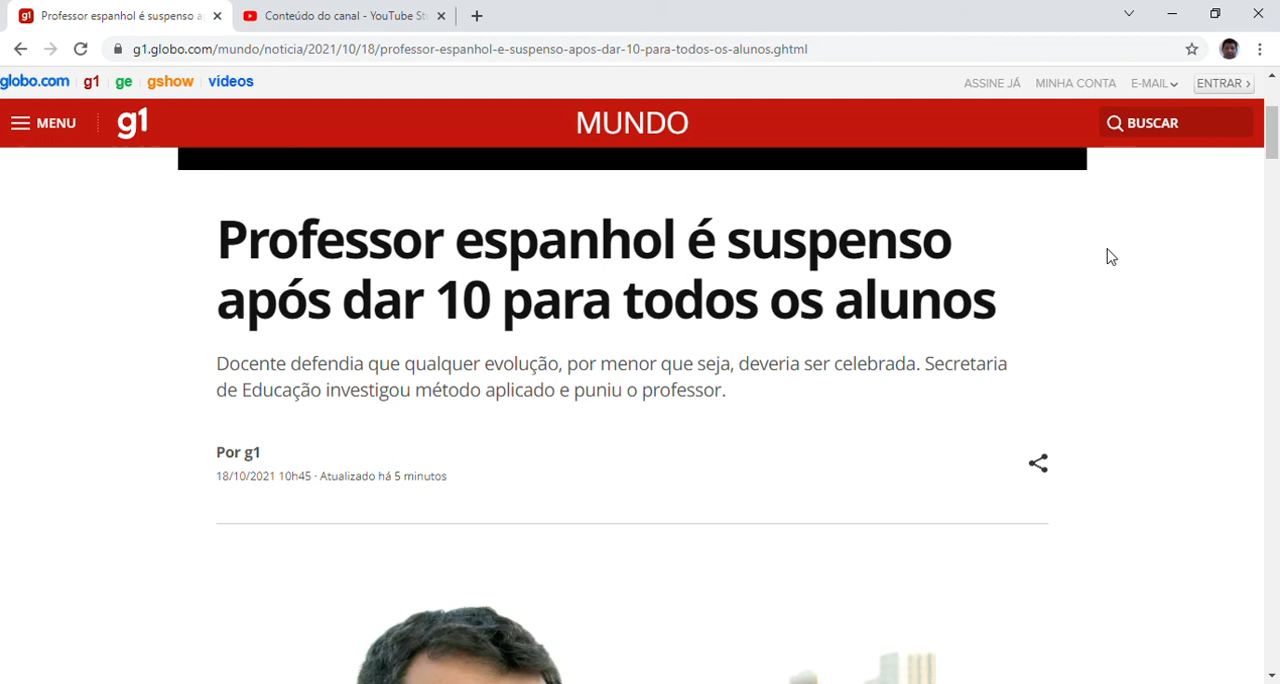 Professor espanhol é suspenso a
Conteúdo do canal - YouTube St
g1.globo.com/mundo/noticia/2021/10/18/professor-espanhol-e-suspenso-apos-dar-10-para-todos-os-alunos.ghtml
globo.com g1 ge gshow videos ASSINE JÁ MINHA CONTA E-MAIL ENTRAR ›
MENU g1 MUNDO BUSCAR
Professor espanhol é suspenso
após dar 10 para todos os alunos
Docente defendia que qualquer evolução, por menor que seja, deveria ser celebrada. Secretaria
de Educação investigou método aplicado e puniu o professor.
Por g1
18/10/2021 10h45 · Atualizado há 5 minutos